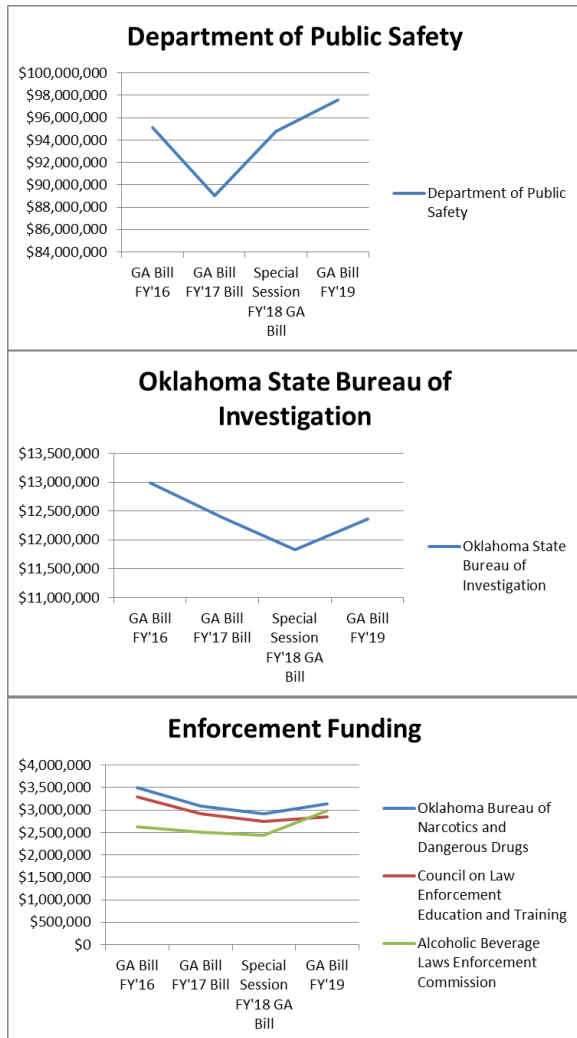 Department of Public Safety
$100,000,000
$98,000,000
$96,000,000
$94,000,000
$92,000,000
$90,000,000
$88,000,000
$86,000,000
$84,000,000
GA Bill GA Bill Special GA Bill
FY'16 FY'17 Bill Session FY'19
FY'18 GA
Bill
Department of Public
Safety
Oklahoma State Bureau of
Investigation
$13,500,000
$13,000,000
$12,500,000
$12,000,000
$11,500,000
$11,000,000
GA Bill GA Bill Special GA Bill
FY'16 FY'17 Bill Session FY'19
FY'18 GA
Bill
Oklahoma State
Bureau of
Investigation
Enforcement Funding
$4,000,000
$3,500,000
$3,000,000
$2,500,000
$2,000,000
$1,500,000
$1,000,000
$500,000
$0
GA Bill GA Bill Special GA Bill
FY'16 FY'17 Bill Session FY'19
FY'18 GA
Bill
Oklahoma Bureau of
Narcotics and
Dangerous Drugs
Council on Law
Enforcement
Education and Training
Alcoholic Beverage
Laws Enforcement
Commission